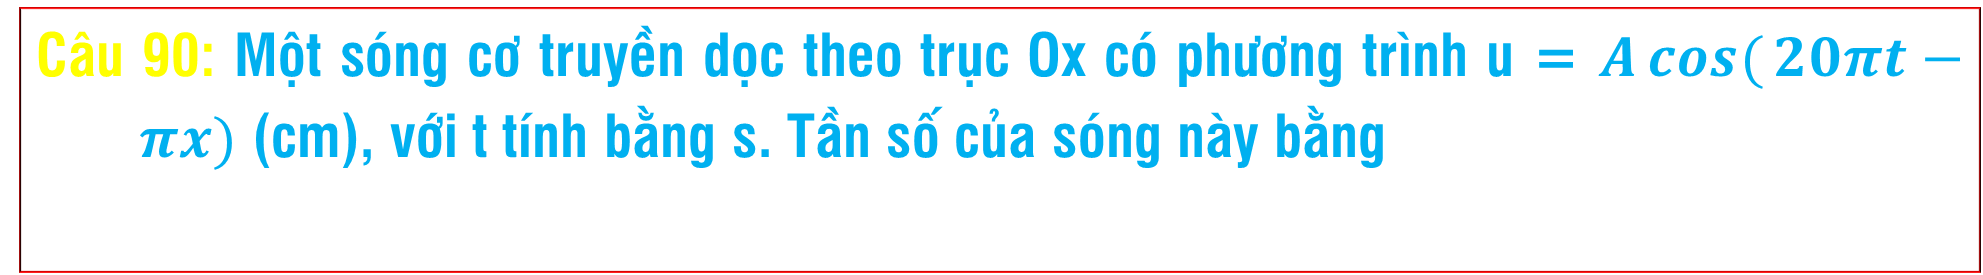 Câu 90: Một sóng cơ truyền dọc theo trục Ox có phương trình u = A cos( 20πt −
πx) (cm), với t tính bằng s. Tần số của sóng này bằng